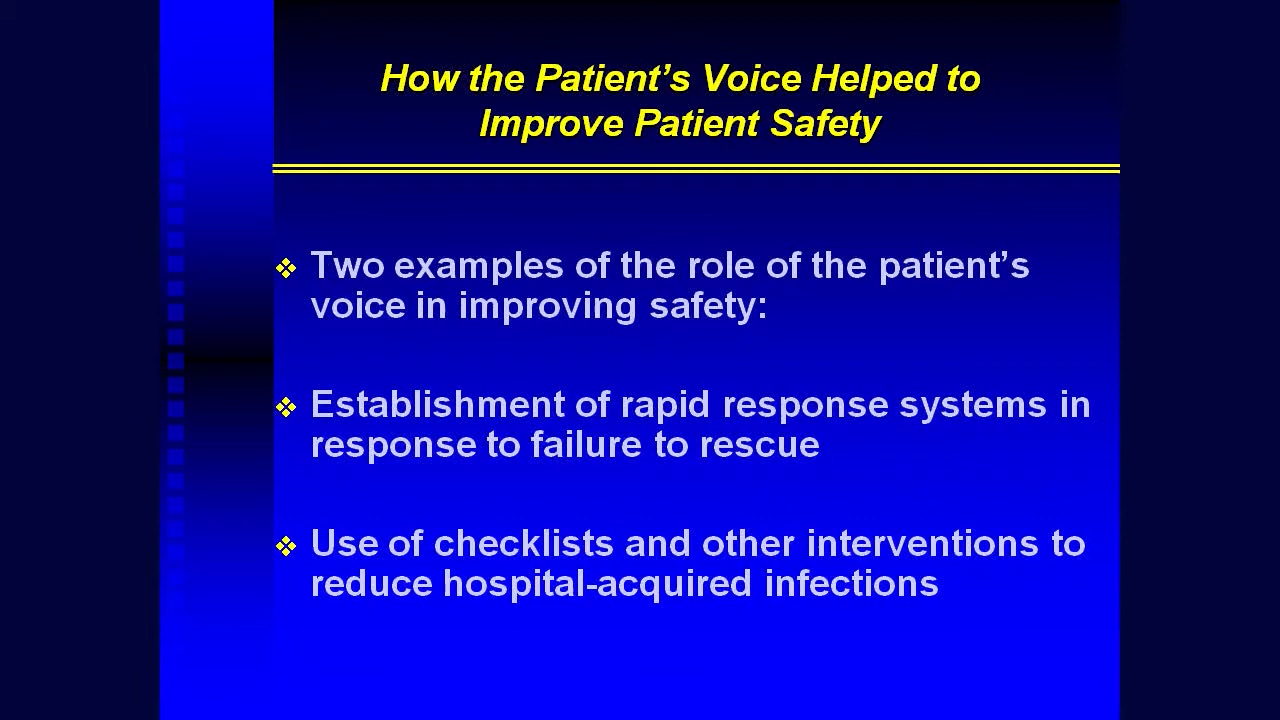 How the Patient’s Voice Helped to
Improve Patient Safety
❖ Two examples of the role of the patient’s
voice in improving safety:
❖ Establishment of rapid response systems in
response to failure to rescue
❖ Use of checklists and other interventions to
reduce hospital-acquired infections